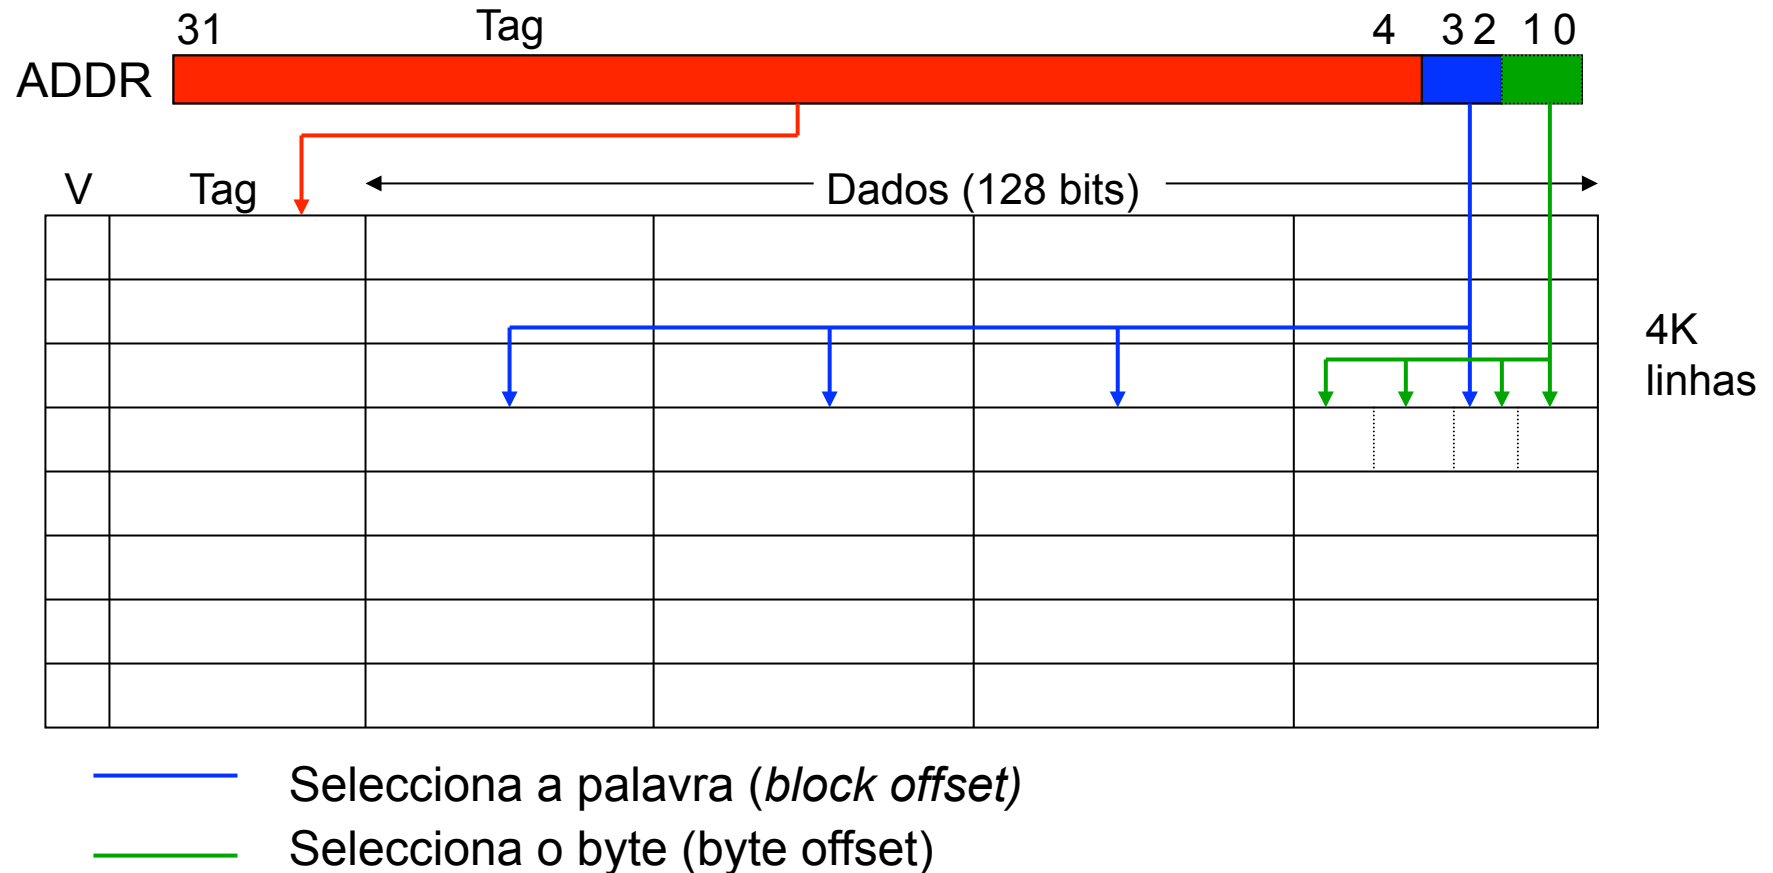 31 Tag 4 3 2 1 0
ADDR
V Tag Dados (128 bits)
4K
linhas
Selecciona a palavra (block offset)
Selecciona o byte (byte offset)